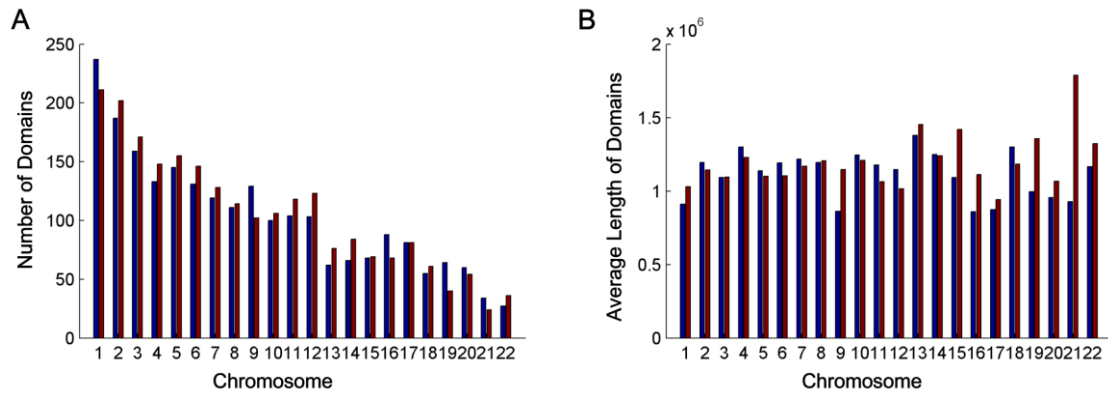 A
250
200
150
100
50
0
Number of Domains
1 2 3 4 5 6 7 8 9 10 11 12 13 14 15 16 17 18 19 20 21 22
Chromosome
B
x 10^6
2
1.5
1
0.5
0
Average Length of Domains
1 2 3 4 5 6 7 8 9 10 11 12 13 14 15 16 17 18 19 20 21 22
Chromosome